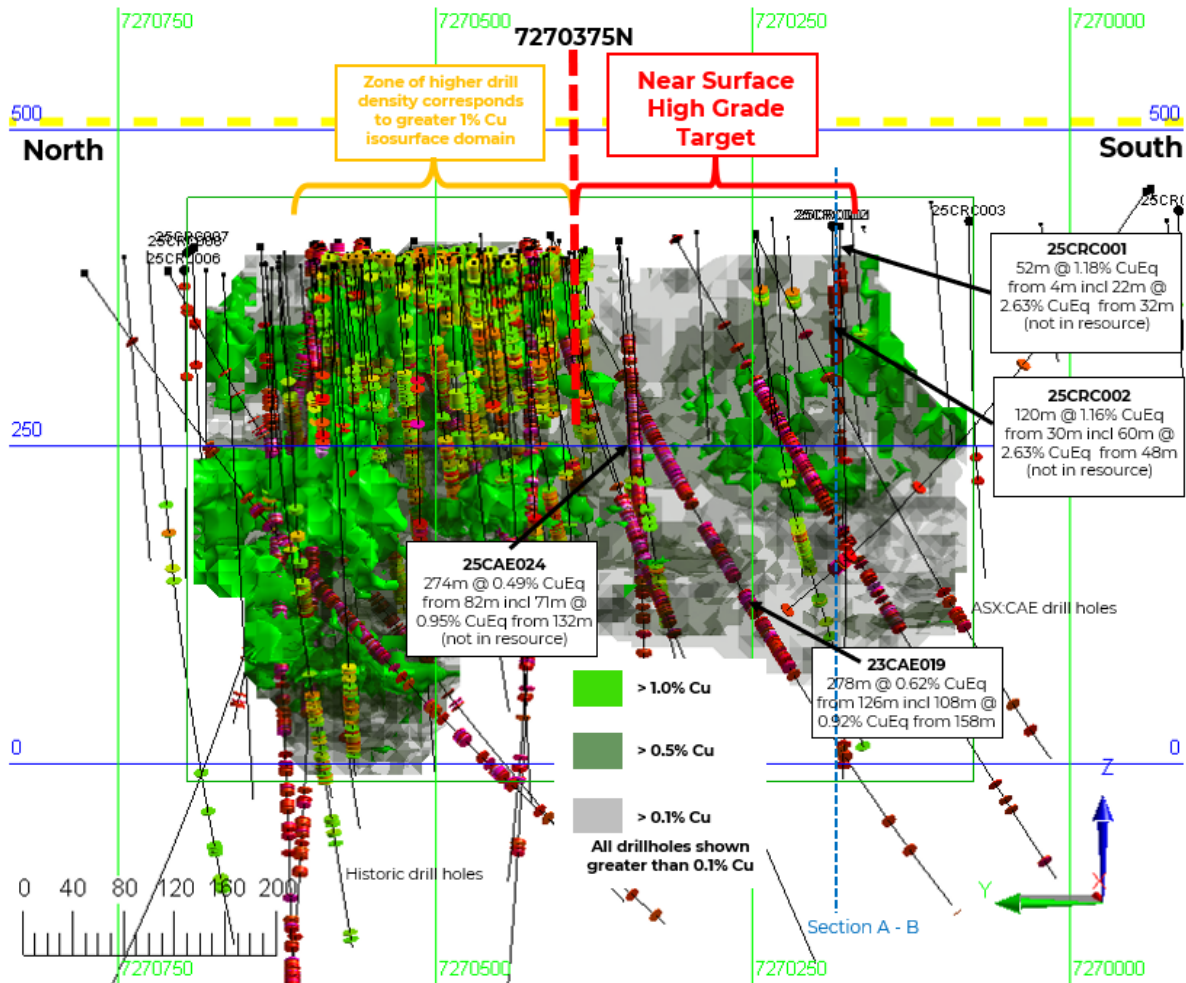 7270750
7270500
7270250
7270000
7270375N
Zone of higher drill
density corresponds
to greater 1% Cu
isosurface domain
Near Surface
High Grade
Target
500
500
North
South
25CRC003
25CRC001
52m @ 1.18% CuEq
from 4m incl 22m @
2.63% CuEq from 32m
(not in resource)
25CRC002
120m @ 1.16% CuEq
from 30m incl 60m @
2.63% CuEq from 48m
(not in resource)
250
25CAE024
274m @ 0.49% CuEq
from 82m incl 71m @
0.95% CuEq from 132m
(not in resource)
ASX:CAE drill holes
23CAE019
278m @ 0.62% CuEq
from 126m incl 108m @
0.92% CuEq from 158m
> 1.0% Cu
> 0.5% Cu
> 0.1% Cu
All drillholes shown
greater than 0.1% Cu
0
0
Z
Y
X
Historic drill holes
0 40 80 120 160 200
Section A - B
7270750
7270500
7270250
7270000